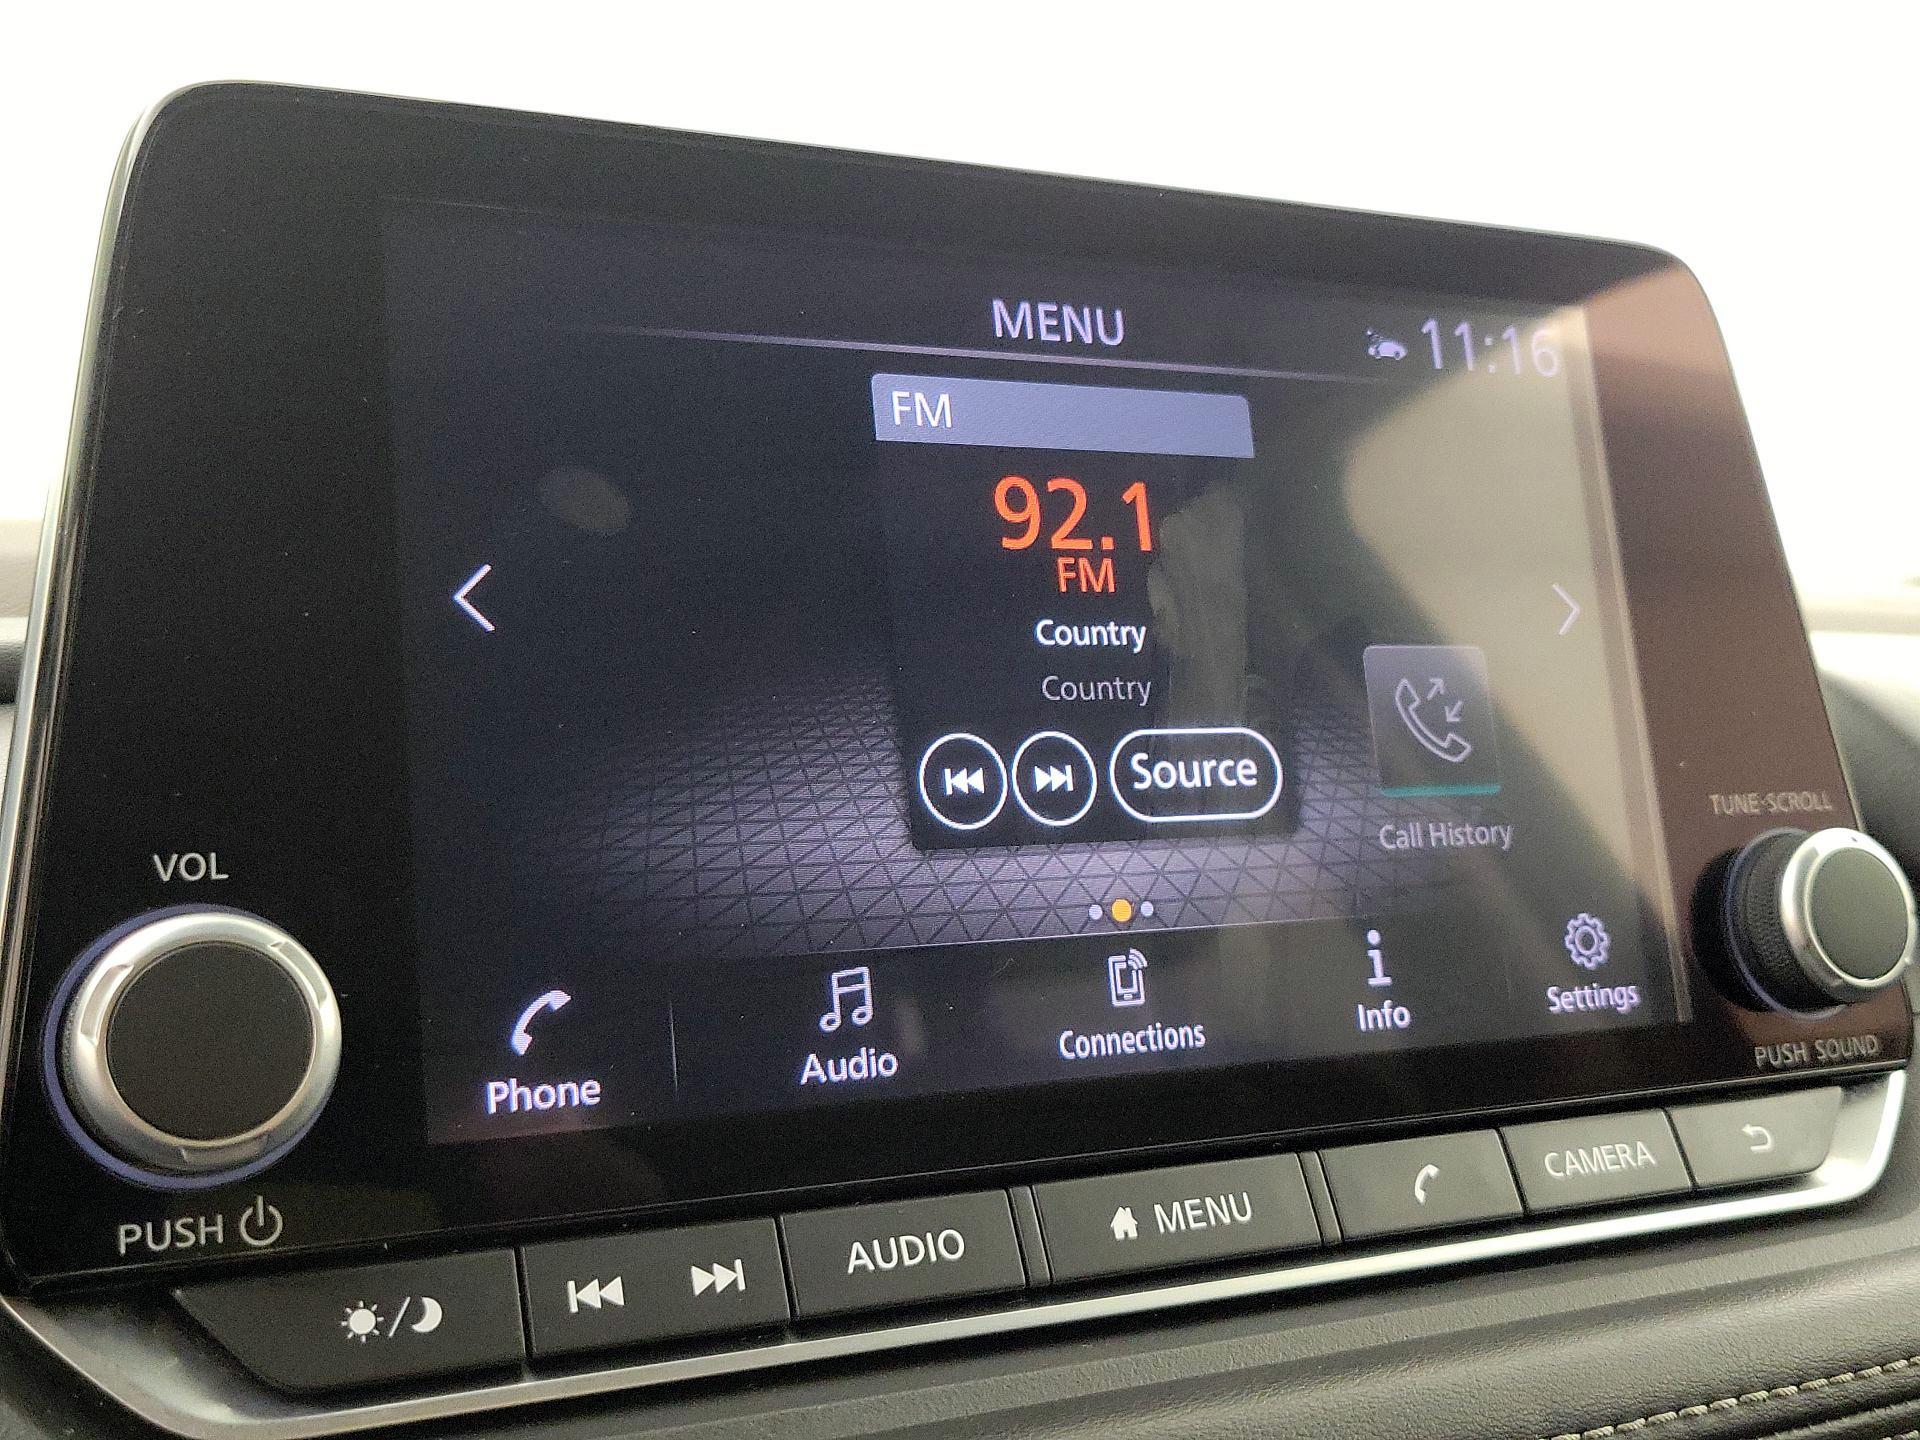 MENU
11:16
FM
92.1
FM
Country
Country
Source
Call History
Phone
Audio
Connections
Info
Settings
VOL
PUSH
TUNE·SCROLL
PUSH SOUND
AUDIO
MENU
CAMERA